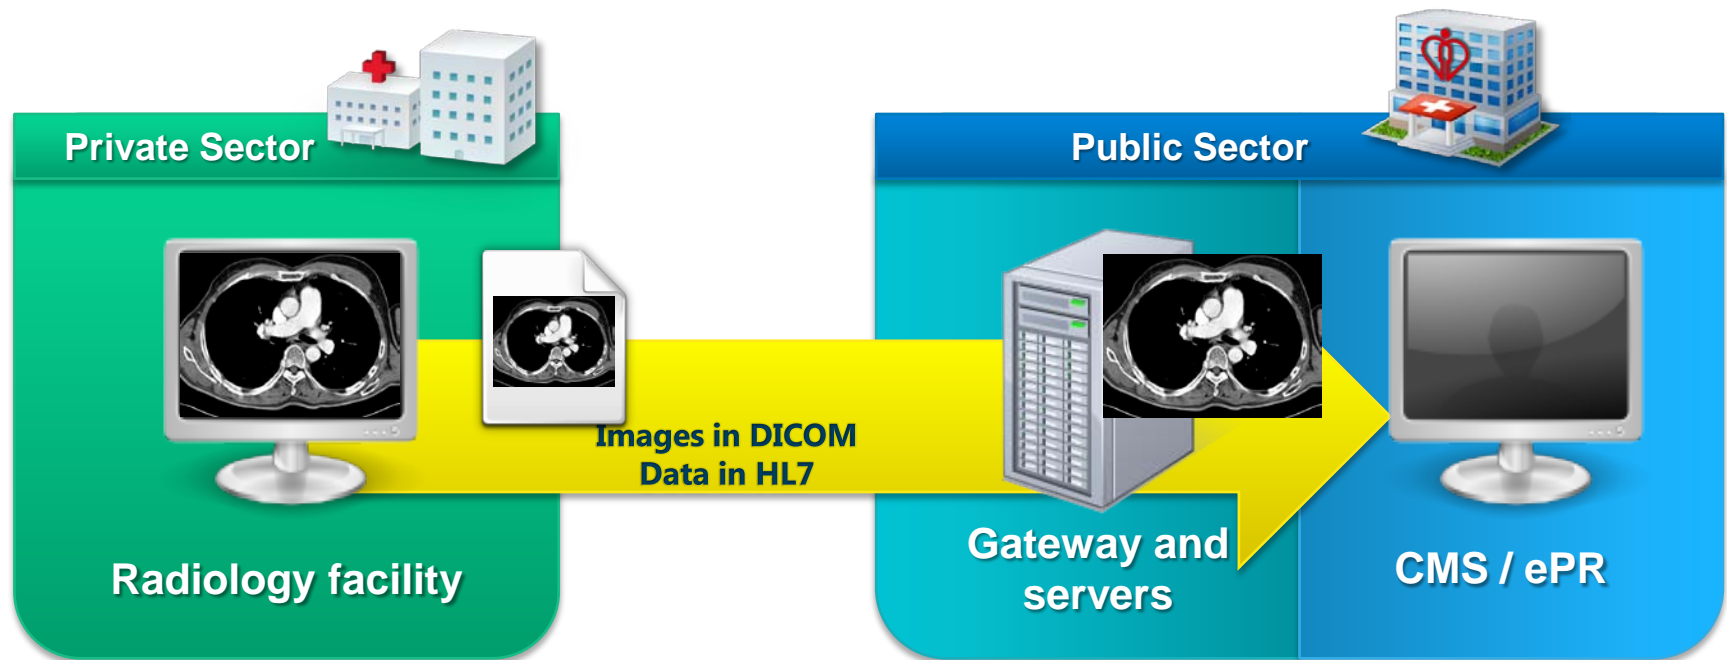 Private Sector
Public Sector
Images in DICOM
Data in HL7
Radiology facility
Gateway and
servers
CMS / ePR